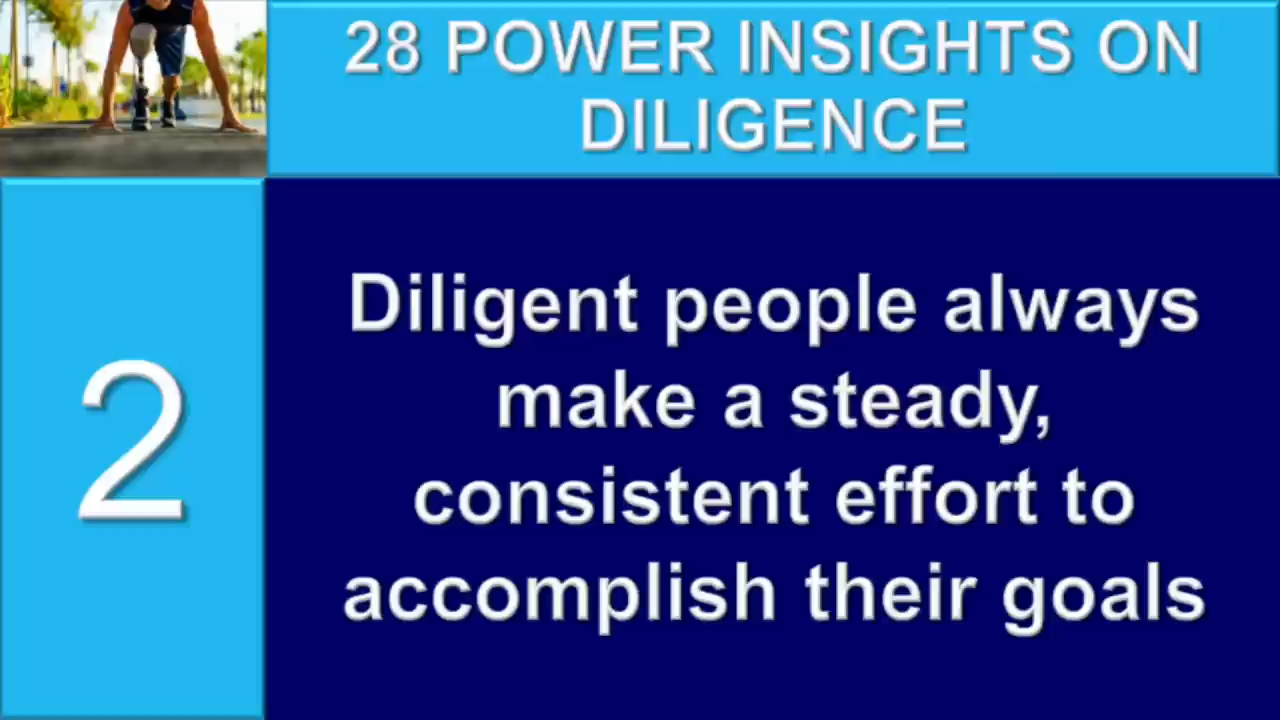 28 POWER INSIGHTS ON
DILIGENCE
2
Diligent people always
make a steady,
consistent effort to
accomplish their goals